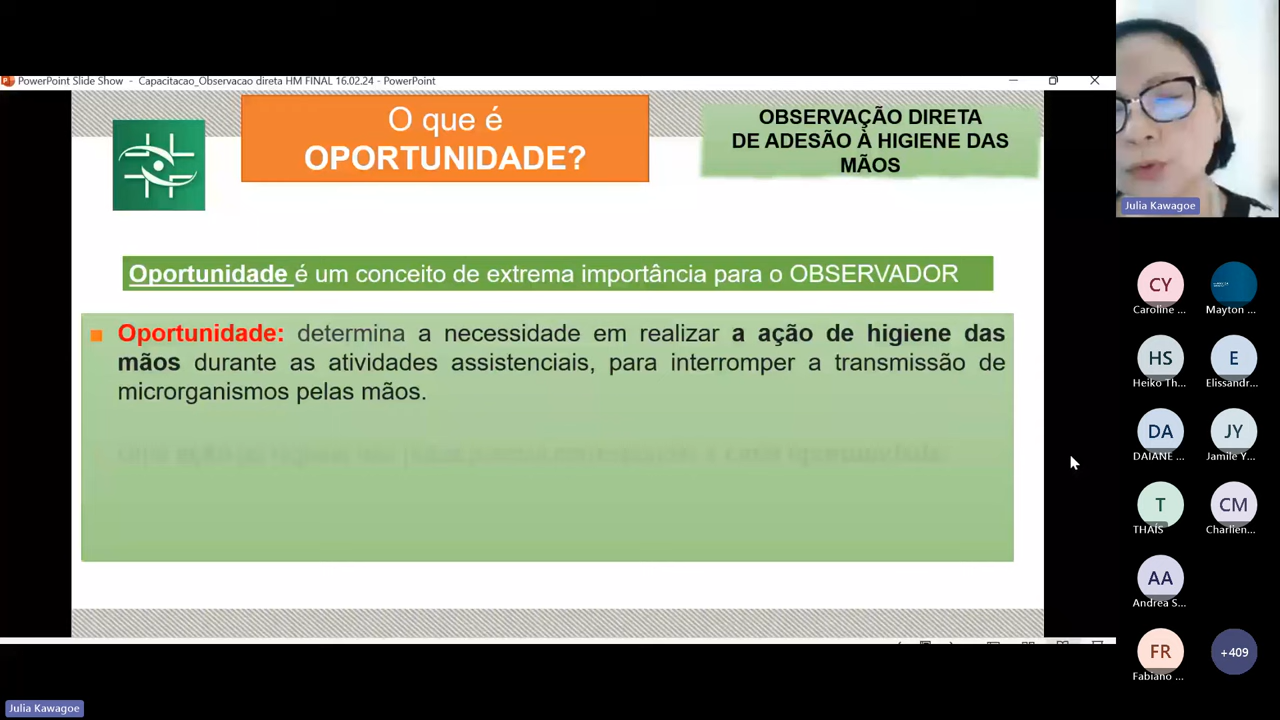 PowerPoint Slide Show - Capacitacao_Observacao direta HM FINAL 16.02.24 - PowerPoint
O que é
OPORTUNIDADE?
OBSERVAÇÃO DIRETA
DE ADESÃO À HIGIENE DAS
MÃOS
Oportunidade é um conceito de extrema importância para o OBSERVADOR
Oportunidade: determina a necessidade em realizar a ação de higiene das
mãos durante as atividades assistenciais, para interromper a transmissão de
microrganismos pelas mãos.
Julia Kawagoe
CY
Caroline ...
Mayton ...
HS
Heiko Th...
E
Elissandr...
DA
DAIANE ...
JY
Jamile Y...
T
THAÍS
CM
Charlien...
AA
Andrea S...
FR
Fabiano ...
+409
Julia Kawagoe